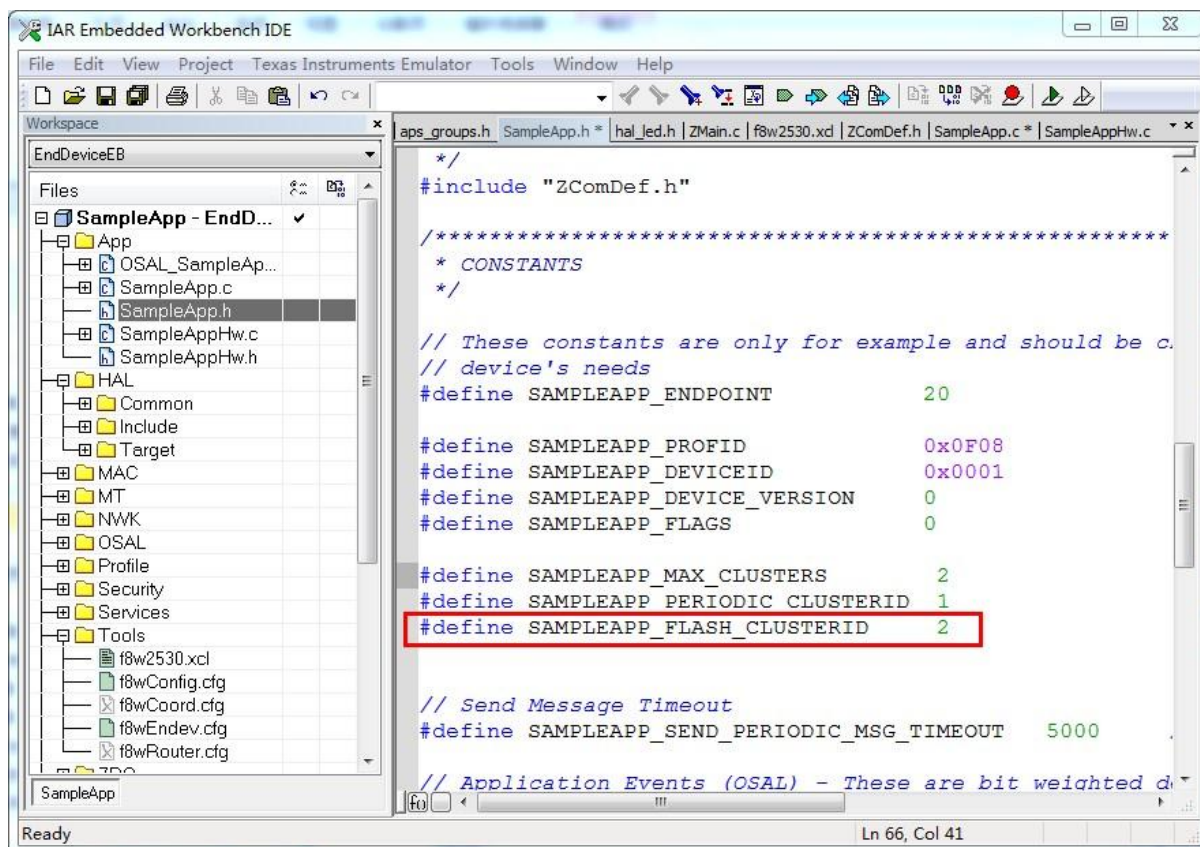 IAR Embedded Workbench IDE
File Edit View Project Texas Instruments Emulator Tools Window Help
Workspace
EndDeviceEB
Files
SampleApp - EndD...
App
OSAL_SampleAp...
SampleApp.c
SampleApp.h
SampleAppHw.c
SampleAppHw.h
HAL
Common
Include
Target
MAC
MT
NWK
OSAL
Profile
Security
Services
Tools
f8w2530.xcl
f8wConfig.cfg
f8wCoord.cfg
f8wEndev.cfg
f8wRouter.cfg
SampleApp
aps_groups.h SampleApp.h * hal_led.h ZMain.c f8w2530.xcl ZComDef.h SampleApp.c * SampleAppHw.c
*/
#include "ZComDef.h"
/*******************************************************
* CONSTANTS
*/
// These constants are only for example and should be
// device's needs
#define SAMPLEAPP_ENDPOINT 20
#define SAMPLEAPP_PROFID 0x0F08
#define SAMPLEAPP_DEVICEID 0x0001
#define SAMPLEAPP_DEVICE_VERSION 0
#define SAMPLEAPP_FLAGS 0
#define SAMPLEAPP_MAX_CLUSTERS 2
#define SAMPLEAPP_PERIODIC_CLUSTERID 1
#define SAMPLEAPP_FLASH_CLUSTERID 2
// Send Message Timeout
#define SAMPLEAPP_SEND_PERIODIC_MSG_TIMEOUT 5000
// Application Events (OSAL) - These are bit weighted
Ready
Ln 66, Col 41